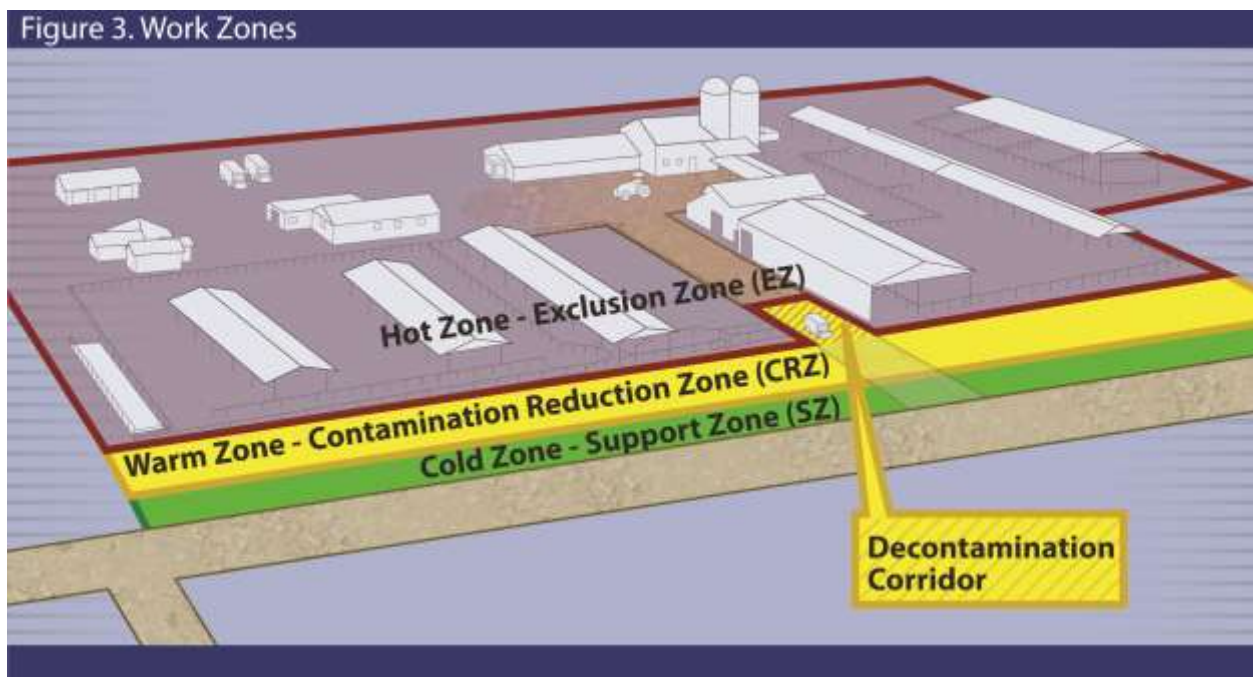 Figure 3. Work Zones
Hot Zone - Exclusion Zone (EZ)
Warm Zone - Contamination Reduction Zone (CRZ)
Cold Zone - Support Zone (SZ)
Decontamination
Corridor